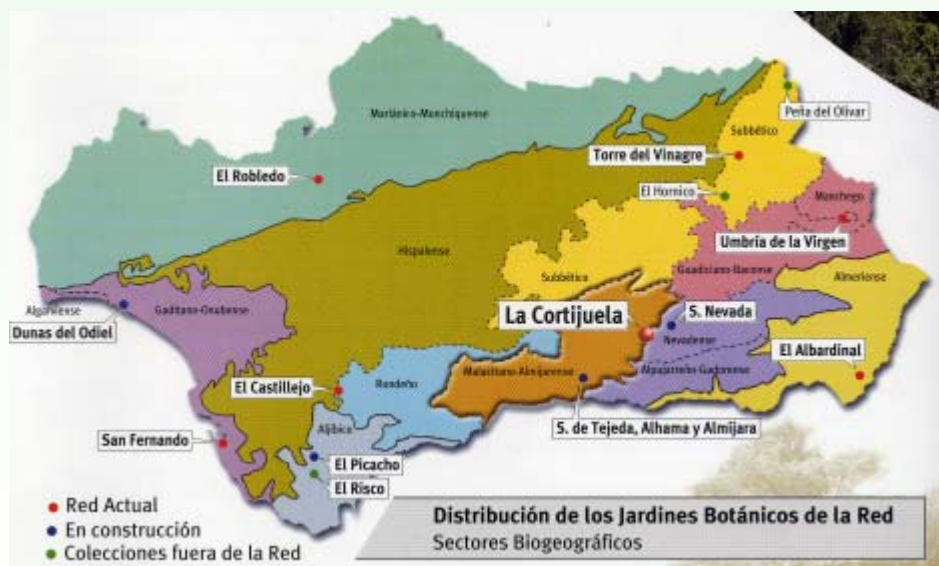 Mariánico-Monchiquense
Subbético
Peña del Olivar
Torre del Vinagre
El Robledo
El Hornico
Manchego
Umbría de la Virgen
Hispalense
Subbético
Guadiciano-Bacense
Almeriense
Algarviense
Gaditano-Onubense
La Cortijuela
S. Nevada
Dunas del Odiel
Nevadense
El Albardinal
El Castillejo
Rondeño
Malacitano-Almijarense
Alpujarreño-Gadorense
Aljíbico
S. de Tejeda, Alhama y Almijara
San Fernando
El Picacho
El Risco
Red Actual
En construcción
Colecciones fuera de la Red
Distribución de los Jardines Botánicos de la Red
Sectores Biogeográficos